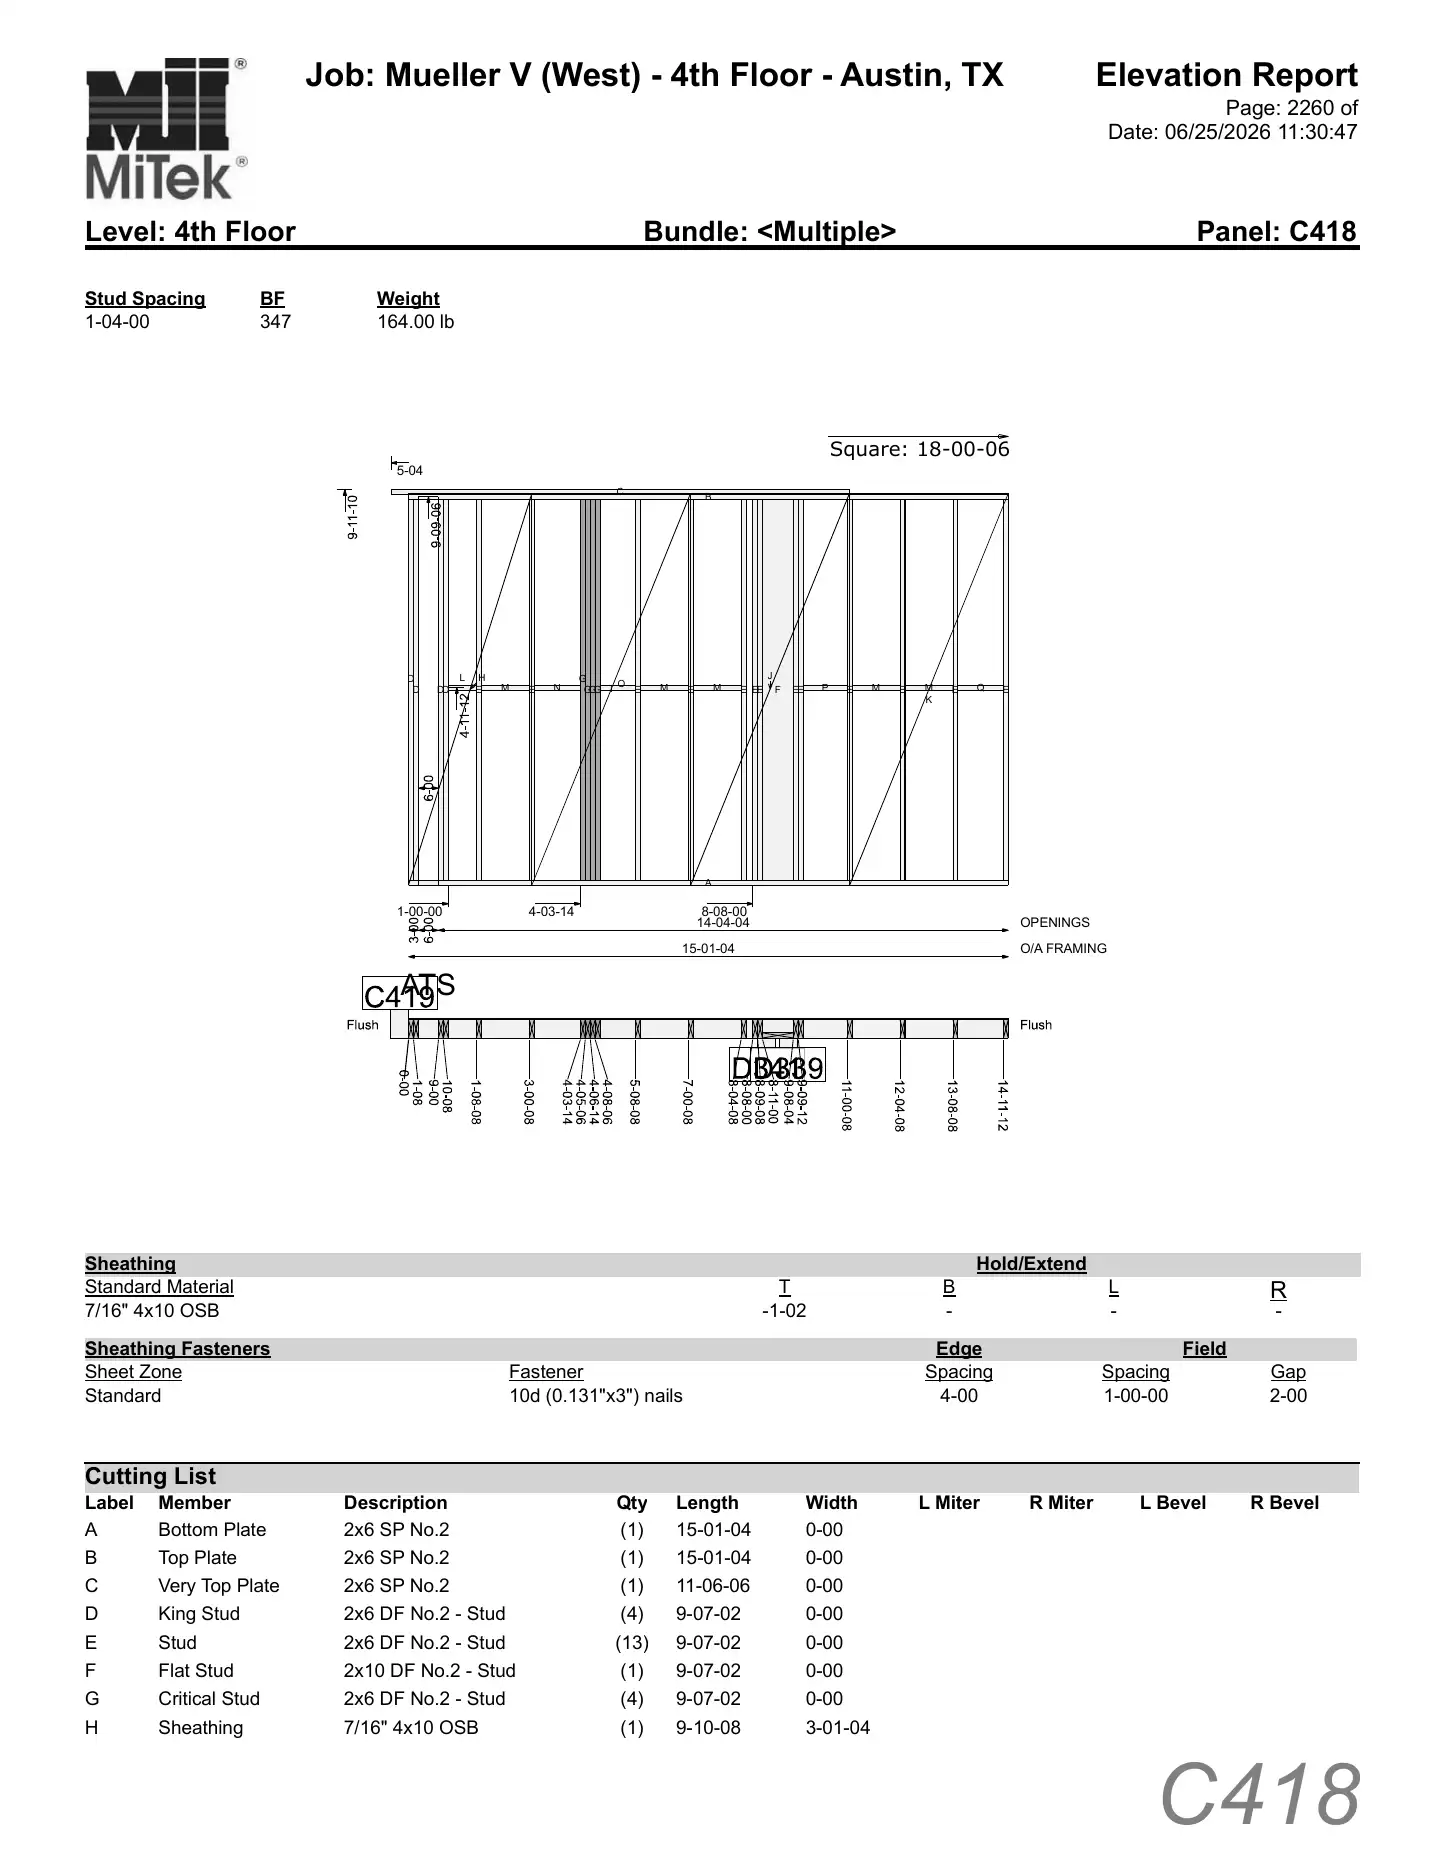 Job: Mueller V (West) - 4th Floor - Austin, TX
Elevation Report
Page: 2260 of
Date: 06/25/2026 11:30:47
MiTek
Level: 4th Floor Bundle: <Multiple> Panel: C418
Stud Spacing BF Weight
1-04-00 347 164.00 lb
Square: 18-00-06
5-04
9-11-10
9-09-06
C
B
D
D
D
D
L
H
M
N
G
G
G
G
I
O
M
M
E
E
J
F
P
M
M
K
Q
4-11-12
6-00
A
1-00-00 4-03-14 8-08-00
3-00
6-00
14-04-04
OPENINGS
15-01-04
O/A FRAMING
ATS
C419
Flush
Flush
D339
0-00
1-08
9-00
10-08
1-08-08
3-00-08
4-03-14
4-05-06
4-06-14
4-08-06
5-08-08
7-00-08
8-04-08
8-08-00
8-09-08
8-11-00
9-08-04
9-09-12
11-00-08
12-04-08
13-08-08
14-11-12
Sheathing Hold/Extend
Standard Material T B L R
7/16" 4x10 OSB -1-02 - - -
Sheathing Fasteners Edge Field
Sheet Zone Fastener Spacing Spacing Gap
Standard 10d (0.131"x3") nails 4-00 1-00-00 2-00
Cutting List
Label Member Description Qty Length Width L Miter R Miter L Bevel R Bevel
A Bottom Plate 2x6 SP No.2 (1) 15-01-04 0-00
B Top Plate 2x6 SP No.2 (1) 15-01-04 0-00
C Very Top Plate 2x6 SP No.2 (1) 11-06-06 0-00
D King Stud 2x6 DF No.2 - Stud (4) 9-07-02 0-00
E Stud 2x6 DF No.2 - Stud (13) 9-07-02 0-00
F Flat Stud 2x10 DF No.2 - Stud (1) 9-07-02 0-00
G Critical Stud 2x6 DF No.2 - Stud (4) 9-07-02 0-00
H Sheathing 7/16" 4x10 OSB (1) 9-10-08 3-01-04
C418